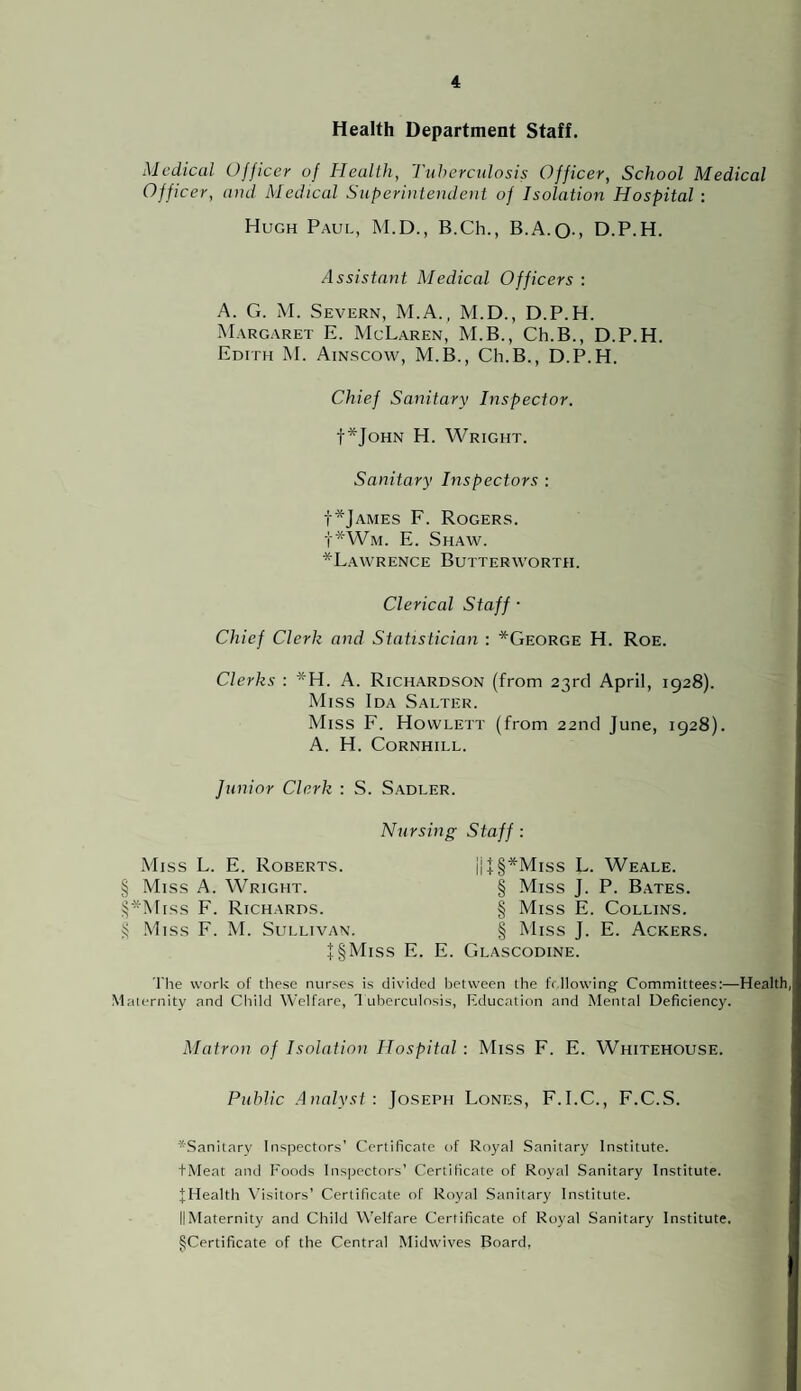 4
Health Department Staff.
Medical Officer of Health, Tuberculosis Officer, School Medical
Officer, and Medical Superintendent of Isolation Hospital :
Hugh Paul, M.D., B.Ch., B.A.O., D.P.H.
Assistant Medical Officers :
A. G. M. Severn, M.A., M.D., D.P.H.
Margaret E. McLaren, M.B., Ch.B., D.P.H.
Edith M. Ainscow, M.B., Ch.B., D.P.H.
Chief Sanitary Inspector.
†*John H. Wright.
Sanitary Inspectors :
†*James F. Rogers.
†*Wm. E. Shaw.
*Lawrence Butterworth.
Clerical Staff :
Chief Clerk and Statistician : *George H. Roe.
Clerks : *H. A. Richardson (from 23rd April, 1928).
Miss Ida Salter.
Miss F. Howlett (from 22nd June, 1928).
A. H. Cornhill.
Junior Clerk : S. Sadler.
Nursing Staff :
Miss L. E. Roberts. ||‡§*Miss L. Weale.
§ Miss A. Wright. § Miss J. P. Bates.
§*Miss F. Richards. § Miss E. Collins.
§ Miss F. M. Sullivan. § Miss J. E. Ackers.
‡§Miss E. E. Glascodine.
The work of these nurses is divided between the following Committees:—Health,
Maternity and Child Welfare, Tuberculosis, Education and Mental Deficiency.
Matron of Isolation Hospital : Miss F. E. Whitehouse.
Public Analyst : Joseph Lones, F.I.C., F.C.S.
*Sanitary Inspectors' Certificate of Royal Sanitary Institute.
†Meat and Foods Inspectors' Certificate of Royal Sanitary Institute.
‡Health Visitors' Certificate of Royal Sanitary Institute.
||Maternity and Child Welfare Certificate of Royal Sanitary Institute.
§Certificate of the Central Midwives Board.